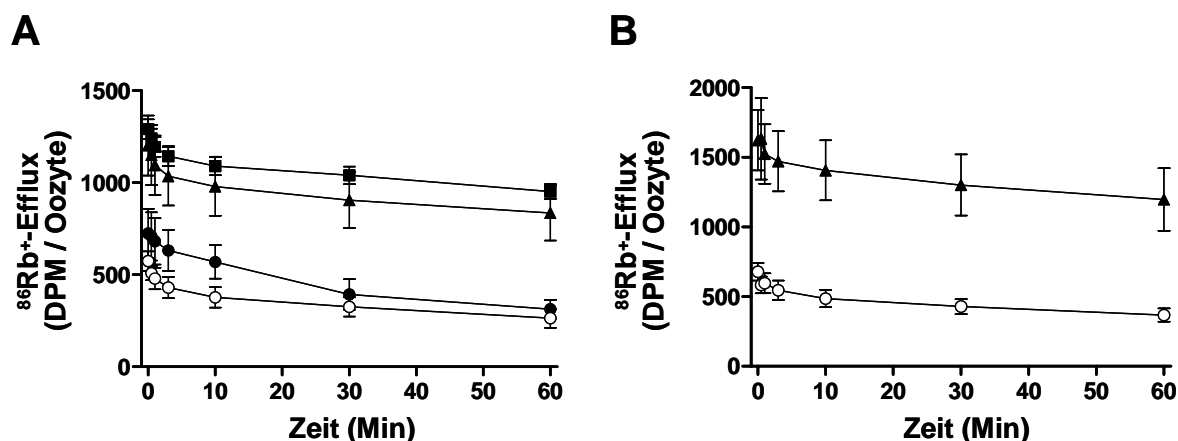 A
B
1500
1000
500
0
⁸⁶Rb⁺-Efflux
(DPM / Oozyte)
0 10 20 30 40 50 60
Zeit (Min)
2000
1500
1000
500
0
⁸⁶Rb⁺-Efflux
(DPM / Oozyte)
0 10 20 30 40 50 60
Zeit (Min)